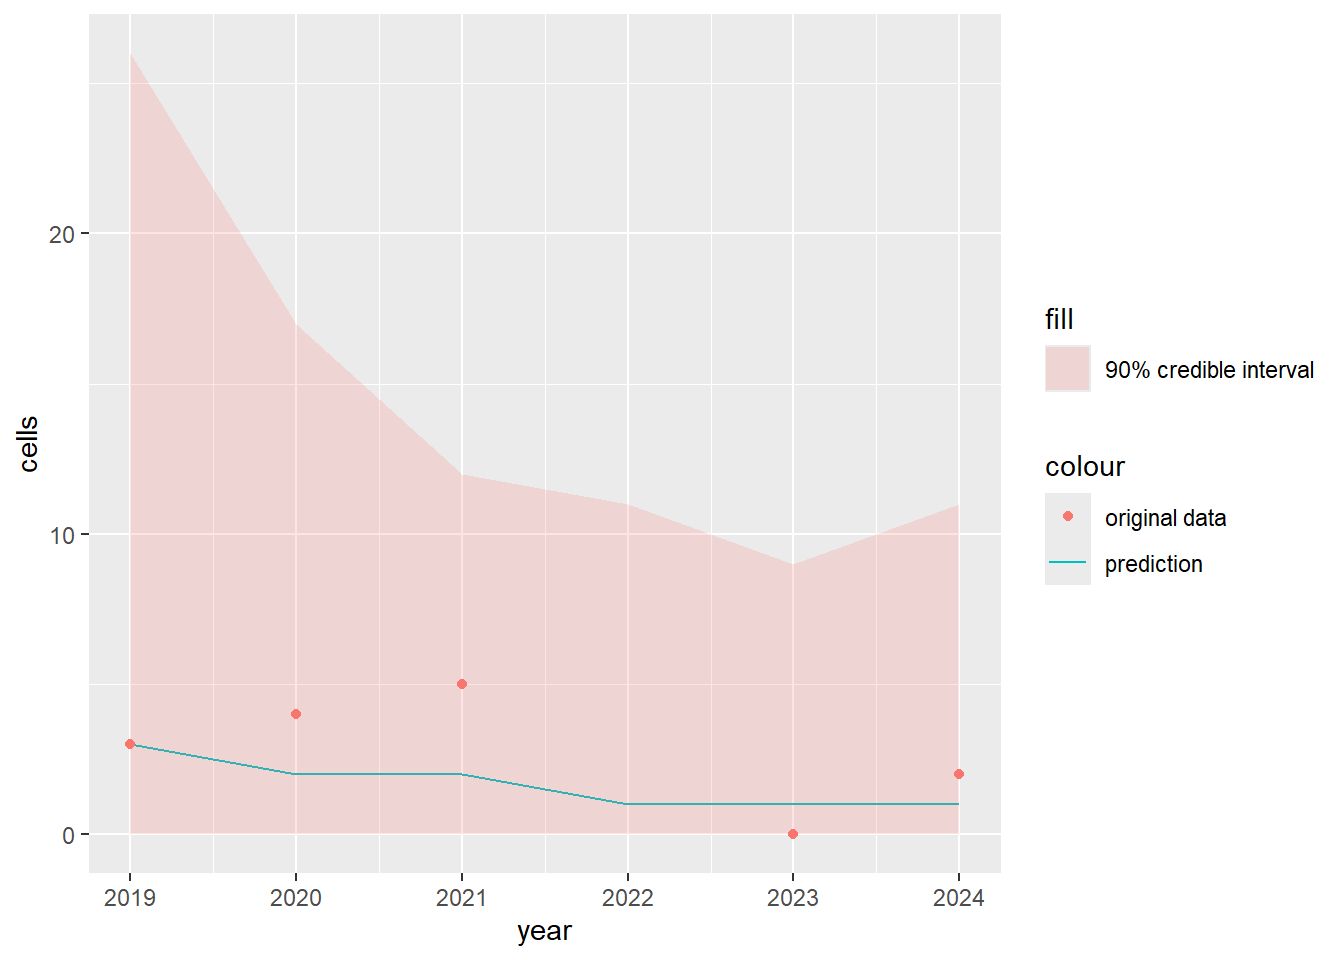 20
10
0
cells
2019 2020 2021 2022 2023 2024
year
fill
90% credible interval
colour
original data
prediction